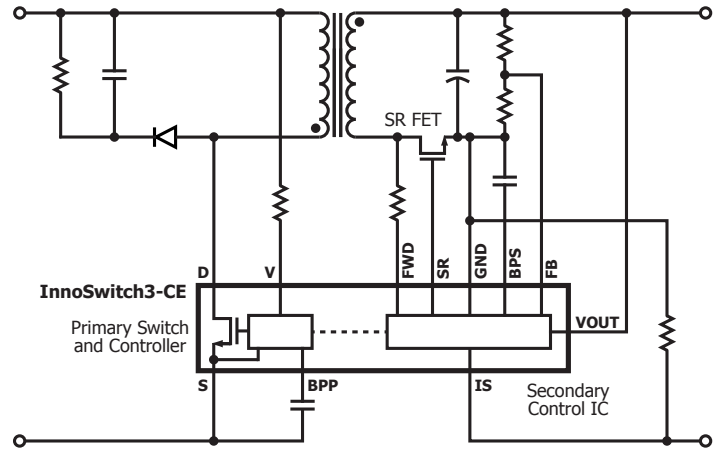 SR FET
D
V
FWD
SR
GND
BPS
FB
InnoSwitch3-CE
Primary Switch
and Controller
VOUT
S
BPP
IS
Secondary
Control IC